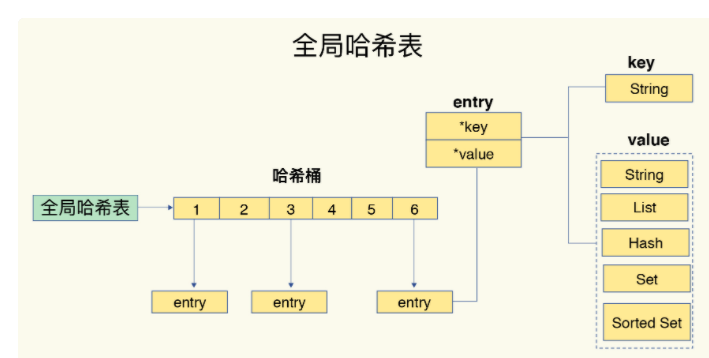 全局哈希表
key
String
entry
*key
*value
value
String
List
Hash
Set
Sorted Set
哈希桶
全局哈希表
1 2 3 4 5 6
entry entry entry